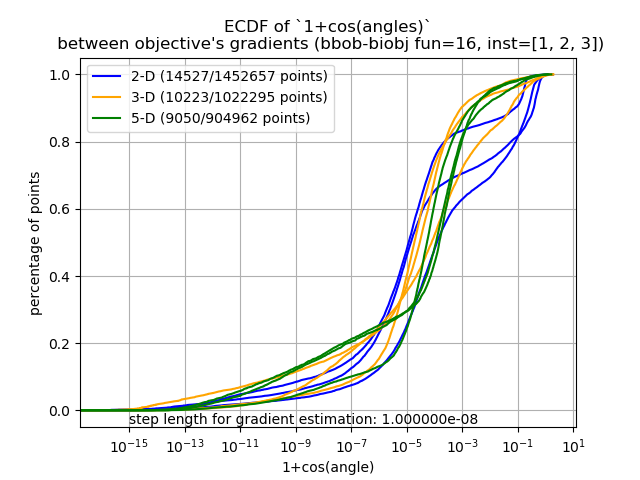 ECDF of `1+cos(angles)`
between objective's gradients (bbob-biobj fun=16, inst=[1, 2, 3])
1.0
0.8
0.6
0.4
0.2
0.0
percentage of points
2-D (14527/1452657 points)
3-D (10223/1022295 points)
5-D (9050/904962 points)
step length for gradient estimation: 1.000000e-08
10⁻¹⁵ 10⁻¹³ 10⁻¹¹ 10⁻⁹ 10⁻⁷ 10⁻⁵ 10⁻³ 10⁻¹ 10¹
1+cos(angle)